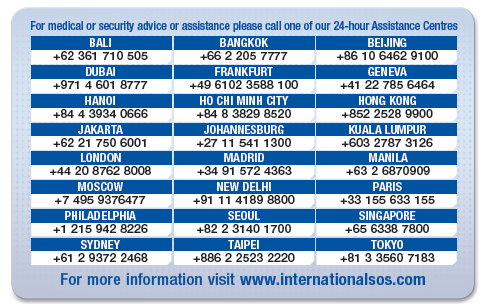 For medical or security advice or assistance please call one of our 24-hour Assistance Centres
BALI BANGKOK BEIJING
+62 361 710 505 +66 2 205 7777 +86 10 6462 9100
DUBAI FRANKFURT GENEVA
+971 4 601 8777 +49 6102 3588 100 +41 22 785 6464
HANOI HO CHI MINH CITY HONG KONG
+84 4 3934 0666 +84 8 3829 8520 +852 2528 9900
JAKARTA JOHANNESBURG KUALA LUMPUR
+62 21 750 6001 +27 11 541 1300 +603 2787 3126
LONDON MADRID MANILA
+44 20 8762 8008 +34 91 572 4363 +63 2 6870909
MOSCOW NEW DELHI PARIS
+7 495 9376477 +91 11 4189 8800 +33 155 633 155
PHILADELPHIA SEOUL SINGAPORE
+1 215 942 8226 +82 2 3140 1700 +65 6338 7800
SYDNEY TAIPEI TOKYO
+61 2 9372 2468 +886 2 2523 2220 +81 3 3560 7183
For more information visit www.internationalsos.com